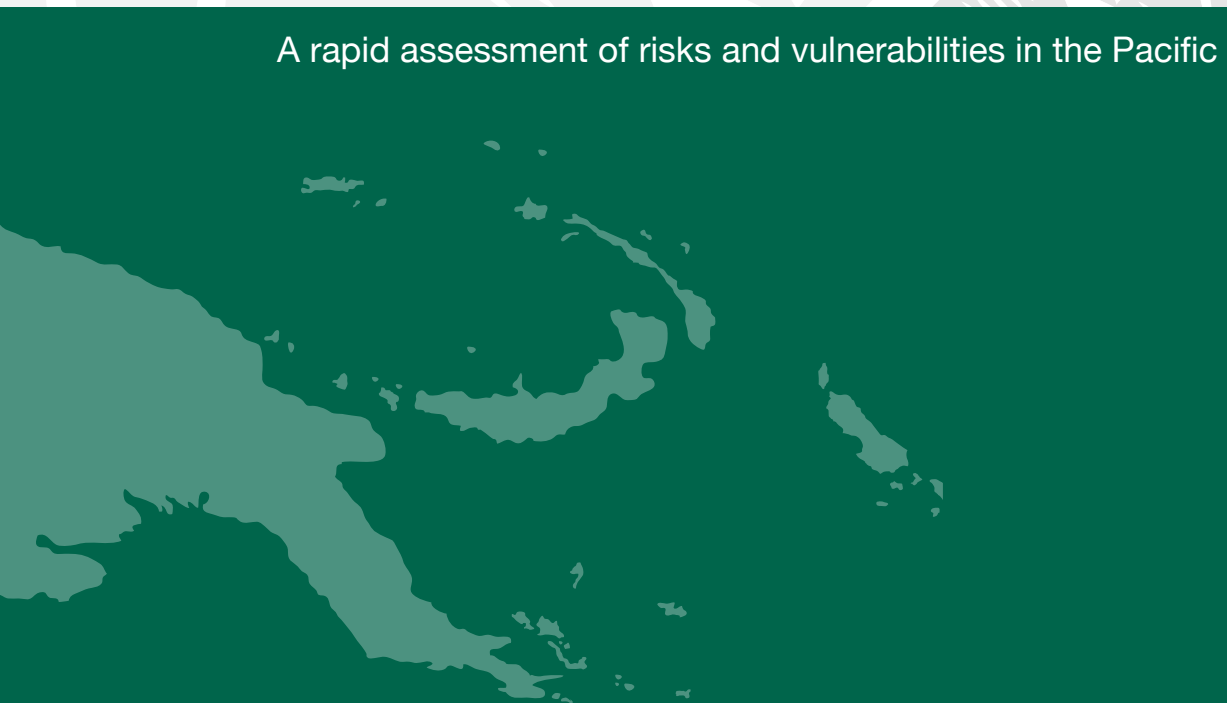 A rapid assessment of risks and vulnerabilities in the Pacific